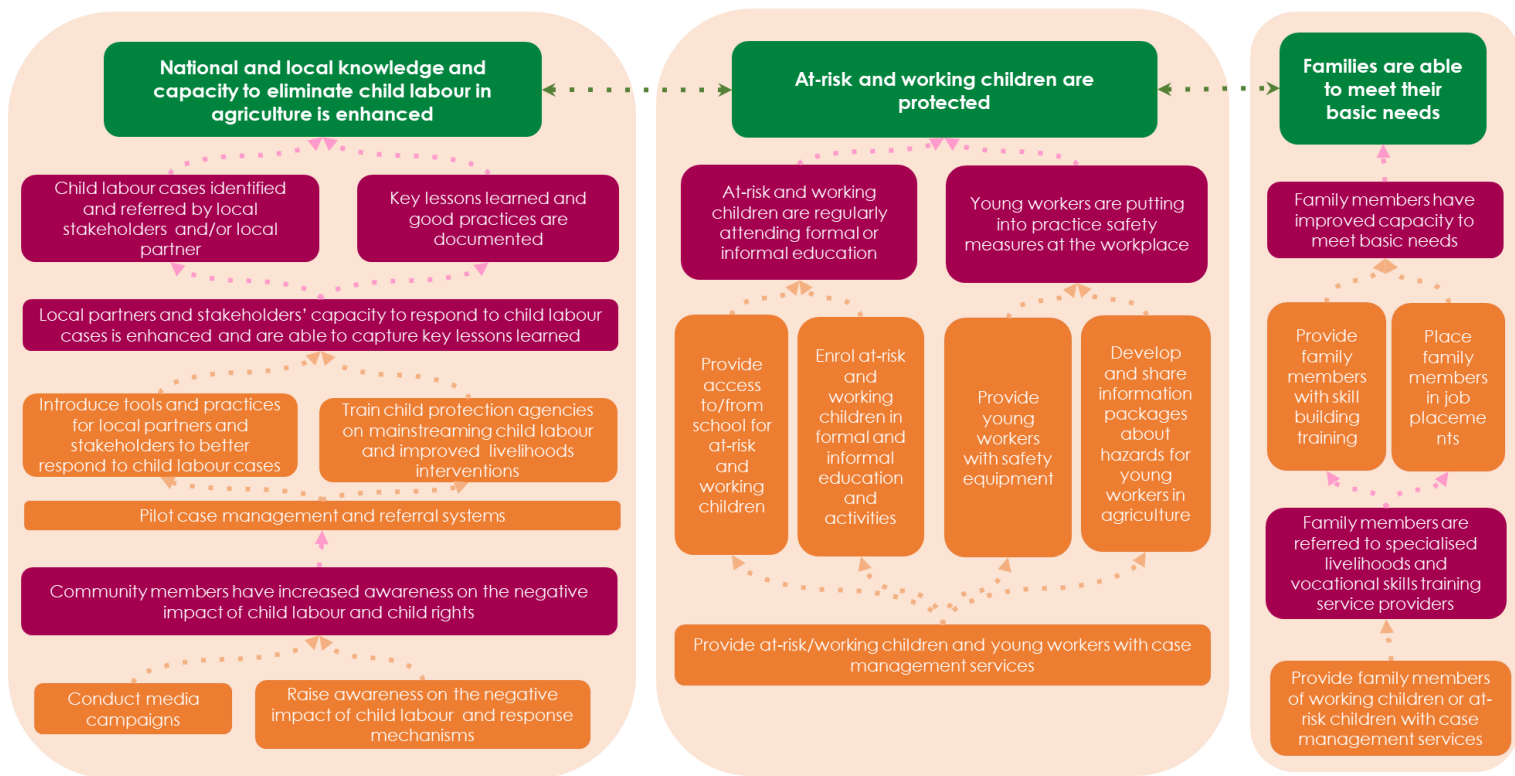 National and local knowledge and
capacity to eliminate child labour in
agriculture is enhanced
Child labour cases identified
and referred by local
stakeholders and/or local
partner
Key lessons learned and
good practices are
documented
Local partners and stakeholders' capacity to respond to child labour
cases is enhanced and are able to capture key lessons learned
Introduce tools and practices
for local partners and
stakeholders to better
respond to child labour cases
Train child protection agencies
on mainstreaming child labour
and improved livelihoods
interventions
Pilot case management and referral systems
Community members have increased awareness on the negative
impact of child labour and child rights
Conduct media
campaigns
Raise awareness on the negative
impact of child labour and response
mechanisms
At-risk and working children are
protected
At-risk and working
children are regularly
attending formal or
informal education
Young workers are putting
into practice safety
measures at the workplace
Provide
access
to/from
school for
at-risk
and
working
children
Enrol at-risk
and
working
children in
formal and
informal
education
and
activities
Provide
young
workers
with safety
equipment
Develop
and share
information
packages
about
hazards for
young
workers in
agriculture
Provide at-risk/working children and young workers with case
management services
Families are able
to meet their
basic needs
Family members have
improved capacity to
meet basic needs
Provide
family
members
with skill
building
training
Place
family
members
in job
placeme
nts
Family members are
referred to specialised
livelihoods and
vocational skills training
service providers
Provide family members
of working children or at-
risk children with case
management services